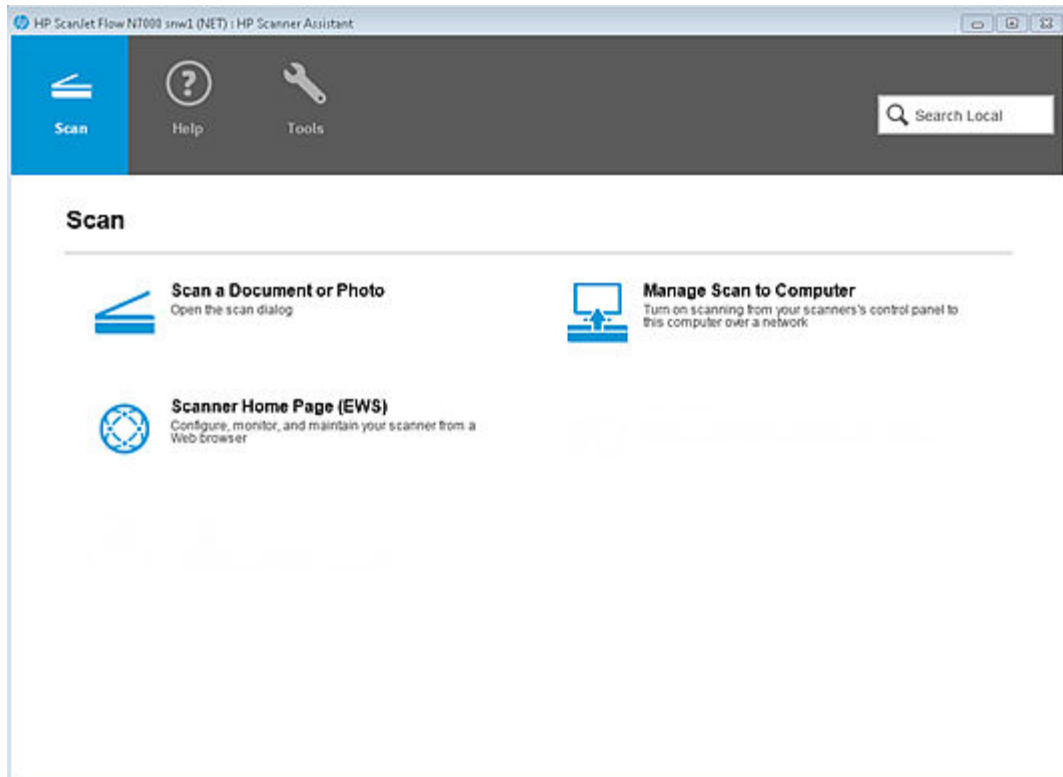 HP ScanJet Flow N7000 snw1 (NET) : HP Scanner Assistant
Scan
Help
Tools
Search Local
Scan
Scan a Document or Photo
Open the scan dialog
Manage Scan to Computer
Turn on scanning from your scanners's control panel to
this computer over a network
Scanner Home Page (EWS)
Configure, monitor, and maintain your scanner from a
Web browser